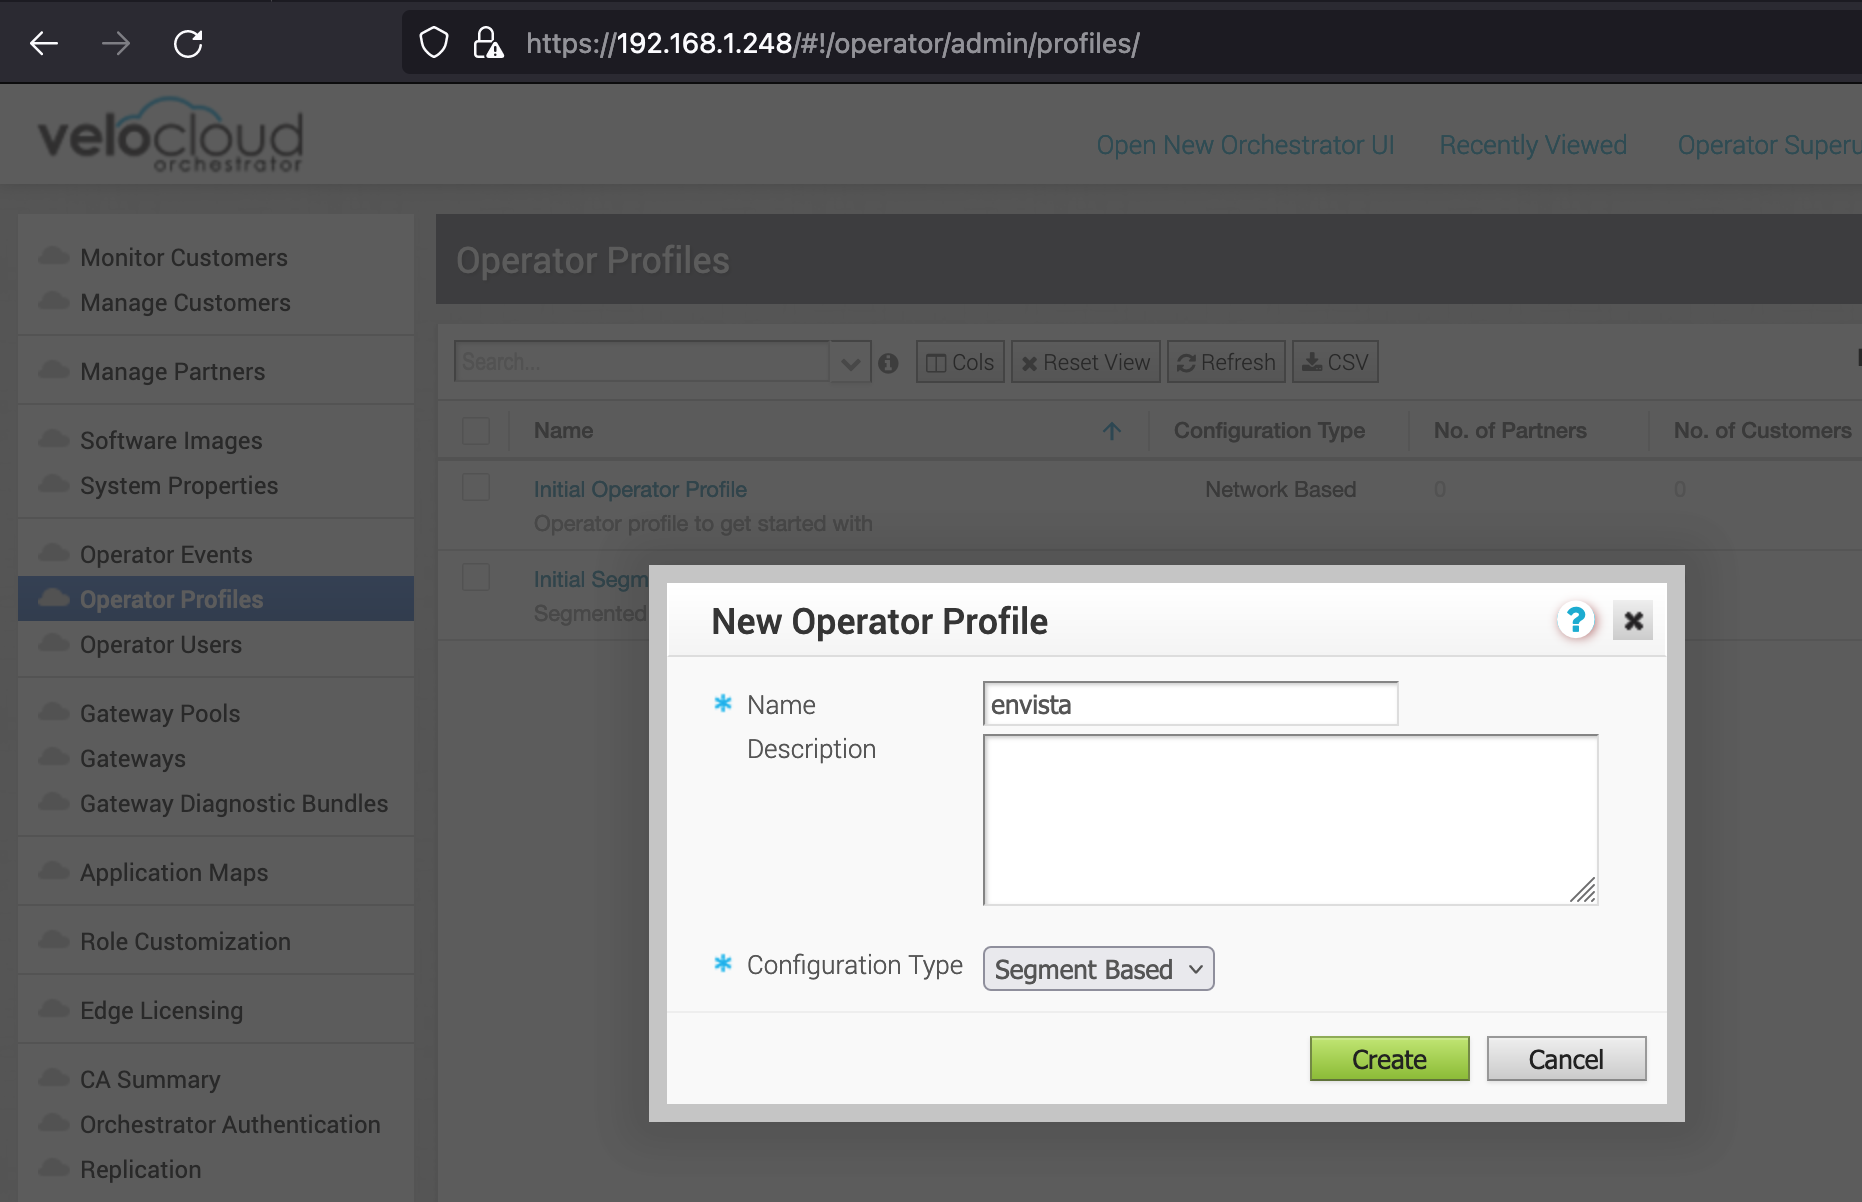 https://192.168.1.248/#!/operator/admin/profiles/
velocloud
orchestrator
Open New Orchestrator UI
Recently Viewed
Operator
Monitor Customers
Manage Customers
Manage Partners
Software Images
System Properties
Operator Events
Operator Profiles
Operator Users
Gateway Pools
Gateways
Gateway Diagnostic Bundles
Application Maps
Role Customization
Edge Licensing
CA Summary
Orchestrator Authentication
Replication
Operator Profiles
Search...
Cols
Reset View
Refresh
CSV
Name
Configuration Type
No. of Partners
No. of Customers
Initial Operator Profile
Network Based
0
0
Operator profile to get started with
Initial Segm
Segmented
New Operator Profile
?
* Name
envista
Description
* Configuration Type
Segment Based
Create
Cancel